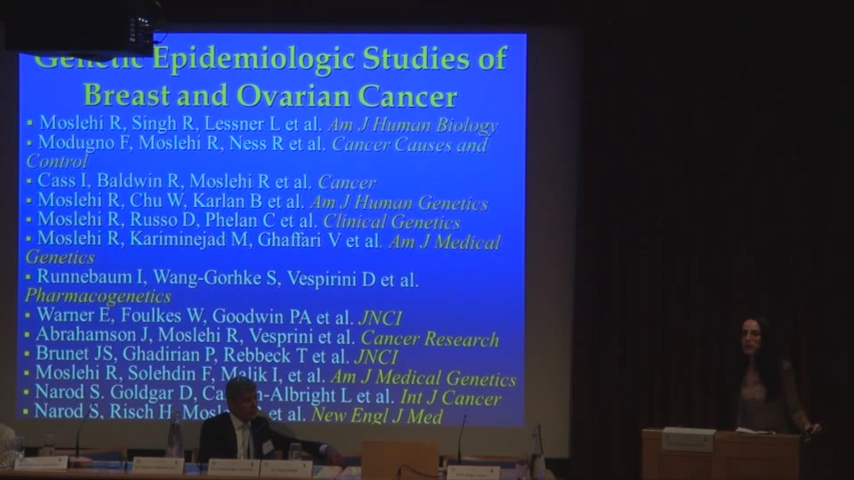 Genetic Epidemiologic Studies of
Breast and Ovarian Cancer
▪ Moslehi R, Singh R, Lessner L et al. Am J Human Biology
▪ Modugno F, Moslehi R, Ness R et al. Cancer Causes and
Control
▪ Cass I, Baldwin R, Moslehi R et al. Cancer
▪ Moslehi R, Chu W, Karlan B et al. Am J Human Genetics
▪ Moslehi R, Russo D, Phelan C et al. Clinical Genetics
▪ Moslehi R, Kariminejad M, Ghaffari V et al. Am J Medical
Genetics
▪ Runnebaum I, Wang-Gorhke S, Vespirini D et al.
Pharmacogenetics
▪ Warner E, Foulkes W, Goodwin PA et al. JNCI
▪ Abrahamson J, Moslehi R, Vesprini et al. Cancer Research
▪ Brunet JS, Ghadirian P, Rebbeck T et al. JNCI
▪ Moslehi R, Solehdin F, Malik I, et al. Am J Medical Genetics
▪ Narod S. Goldgar D, -Albright L et al. Int J Cancer
▪ Narod S, Risch H, et al. New Engl J Med